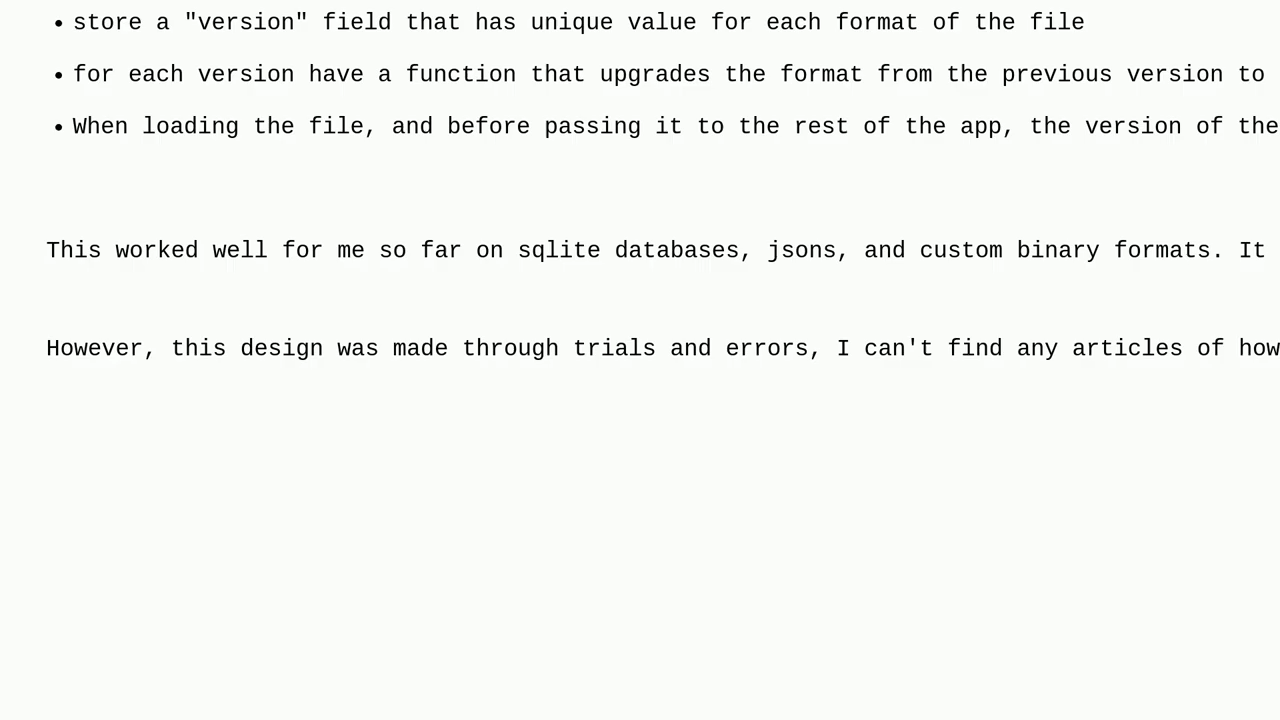 • store a "version" field that has unique value for each format of the file
• for each version have a function that upgrades the format from the previous version to
• When loading the file, and before passing it to the rest of the app, the version of the
This worked well for me so far on sqlite databases, jsons, and custom binary formats. It
However, this design was made through trials and errors, I can't find any articles of how